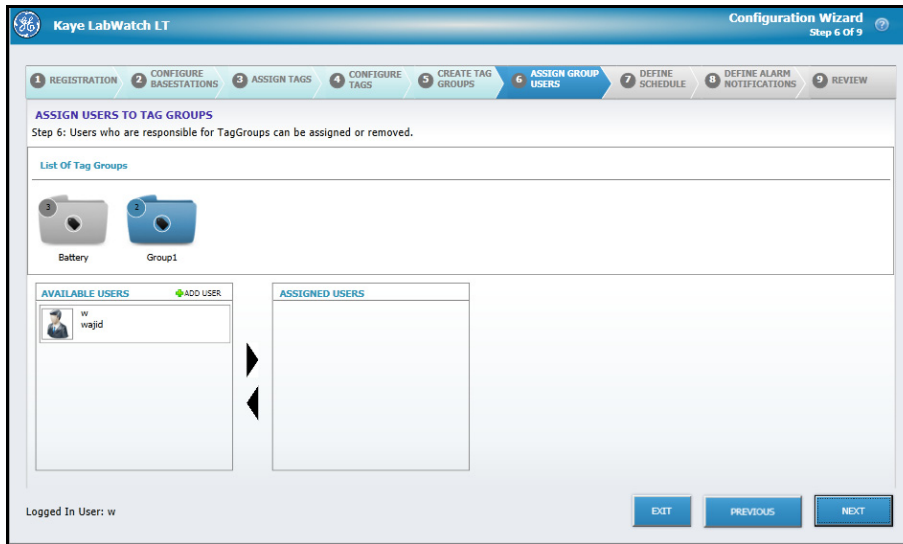 Kaye LabWatch LT
Configuration Wizard
Step 6 Of 9
1 REGISTRATION
2 CONFIGURE
BASESTATIONS
3 ASSIGN TAGS
4 CONFIGURE
TAGS
5 CREATE TAG
GROUPS
6 ASSIGN GROUP
USERS
7 DEFINE
SCHEDULE
8 DEFINE ALARM
NOTIFICATIONS
9 REVIEW
ASSIGN USERS TO TAG GROUPS
Step 6: Users who are responsible for TagGroups can be assigned or removed.
List Of Tag Groups
3
Battery
2
Group1
AVAILABLE USERS
ADD USER
w
wajid
ASSIGNED USERS
Logged In User: w
EXIT
PREVIOUS
NEXT